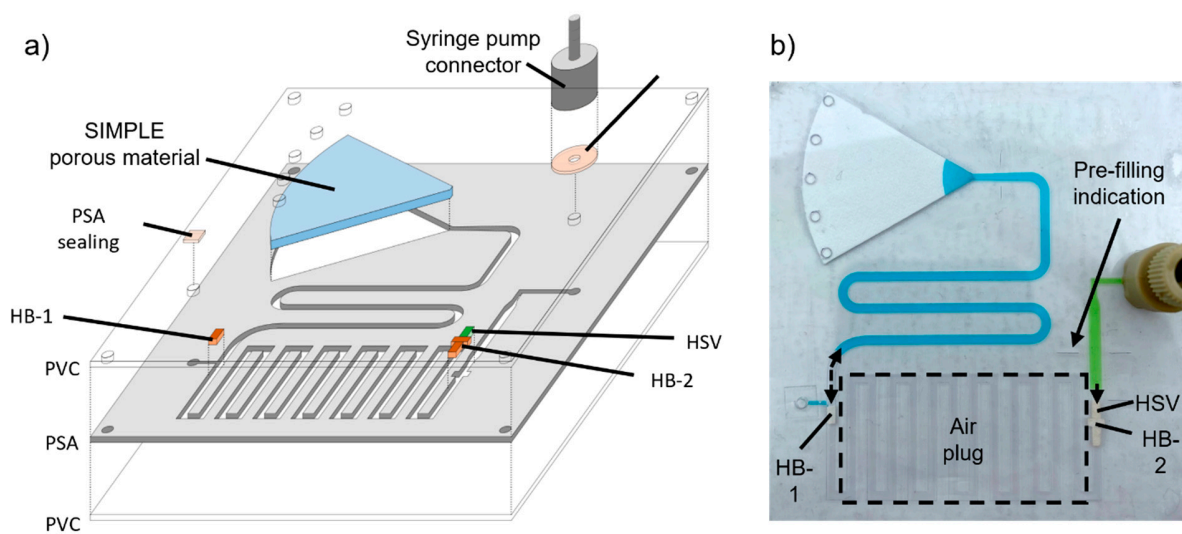 a)
Syringe pump
connector
SIMPLE
porous material
PSA
sealing
HB-1
HSV
HB-2
PVC
PSA
PVC
b)
Pre-filling
indication
HSV
HB-
2
HB-
1
Air
plug